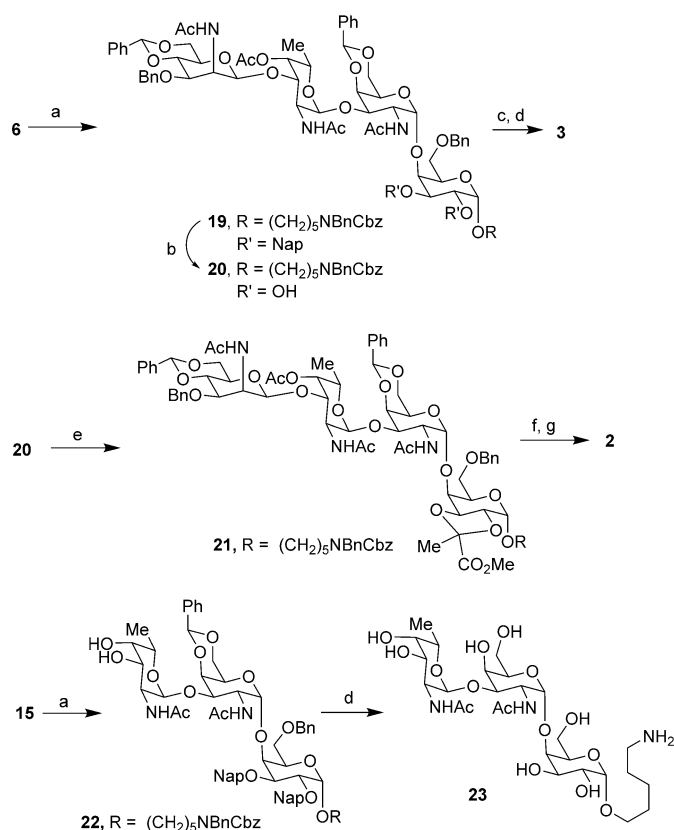 AcHN
Ph
Ph
O
O
O
AcO
Me
O
O
BnO
O
O
O
O
O
NHAc
AcHN
O
OBn
O
R'O
R'O
OR
6
a
c, d
3
19, R = (CH2)5NBnCbz
R' = Nap
b
20, R = (CH2)5NBnCbz
R' = OH
AcHN
Ph
Ph
O
O
O
AcO
Me
O
O
BnO
O
O
O
O
O
NHAc
AcHN
O
OBn
O
O
O
OR
Me
CO2Me
20
e
f, g
2
21, R = (CH2)5NBnCbz
Ph
HO
Me
O
O
HO
O
O
O
NHAc
AcHN
O
OBn
O
NapO
NapO
OR
15
a
d
22, R = (CH2)5NBnCbz
Me
HO
HO
OH
HO
O
O
O
NHAc
AcHN
O
OH
O
HO
OH
O
NH2
23